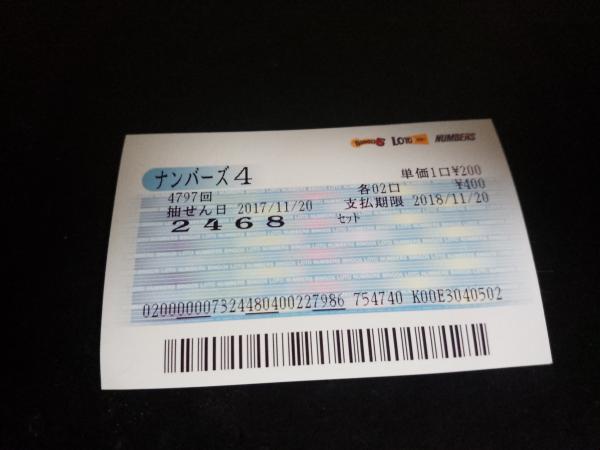 LOTO NUMBERS
ナンバーズ4 単価1口¥200
4797回 各02口 ¥400
抽せん日 2017/11/20 支払期限 2018/11/20
2468 セット
020000007324480400227986 754740 K00E3040502